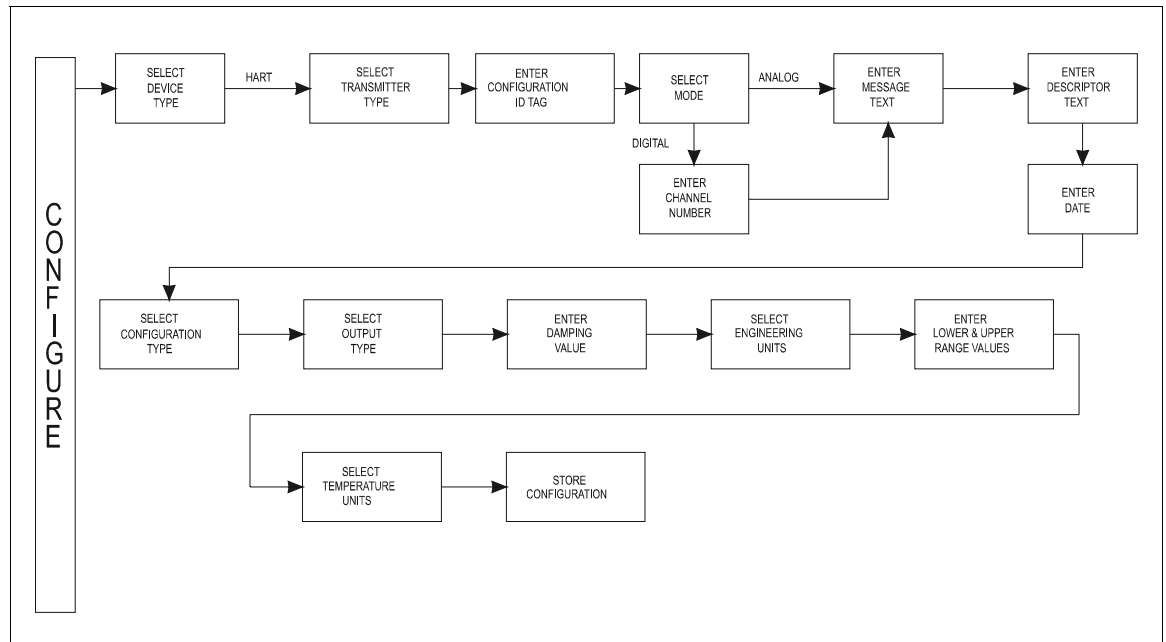 CONFIGURE
SELECT
DEVICE
TYPE
HART
SELECT
TRANSMITTER
TYPE
ENTER
CONFIGURATION
ID TAG
SELECT
MODE
ANALOG
DIGITAL
ENTER
CHANNEL
NUMBER
ENTER
MESSAGE
TEXT
ENTER
DESCRIPTOR
TEXT
ENTER
DATE
SELECT
CONFIGURATION
TYPE
SELECT
OUTPUT
TYPE
ENTER
DAMPING
VALUE
SELECT
ENGINEERING
UNITS
ENTER
LOWER & UPPER
RANGE VALUES
SELECT
TEMPERATURE
UNITS
STORE
CONFIGURATION